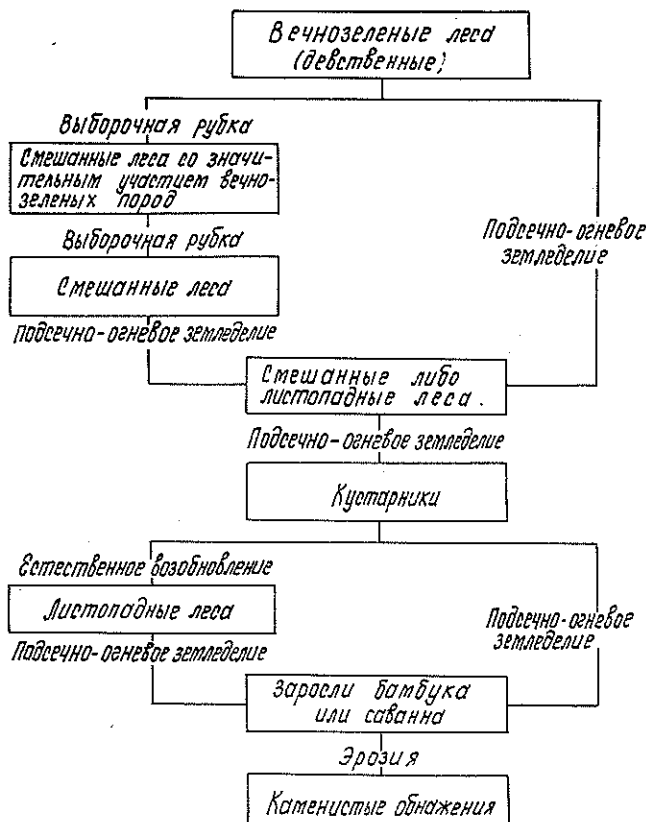 Вечнозеленые леса
(девственные)
Выборочная рубка
Смешанные леса со значи-
тельным участием вечно-
зеленых пород
Выборочная рубка
Подсечно-огневое
земледелие
Смешанные леса
Подсечно-огневое земледелие
Смешанные либо
листопадные леса.
Подсечно-огневое земледелие
Кустарники
Естественное возобновление
Листопадные леса
Подсечно-огневое
земледелие
Подсечно-огневое земледелие
Заросли бамбука
или саванна
Эрозия
Каменистые обнажения